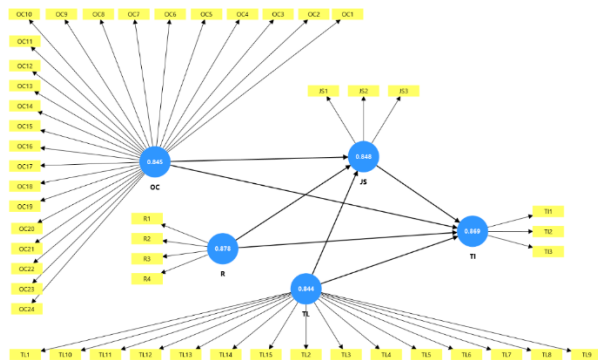 OC10 OC9 OC8 OC7 OC6 OC5 OC4 OC3 OC2 OC1
OC11
OC12
OC13
OC14
OC15
OC16
OC17
OC18
OC19
OC20
OC21
OC22
OC23
OC24
0.845
OC
JS1 JS2 JS3
0.848
JS
R1
R2
R3
R4
0.878
R
TI1
TI2
TI3
0.869
TI
0.844
TL
TL1 TL10 TL11 TL12 TL13 TL14 TL15 TL2 TL3 TL4 TL5 TL6 TL7 TL8 TL9